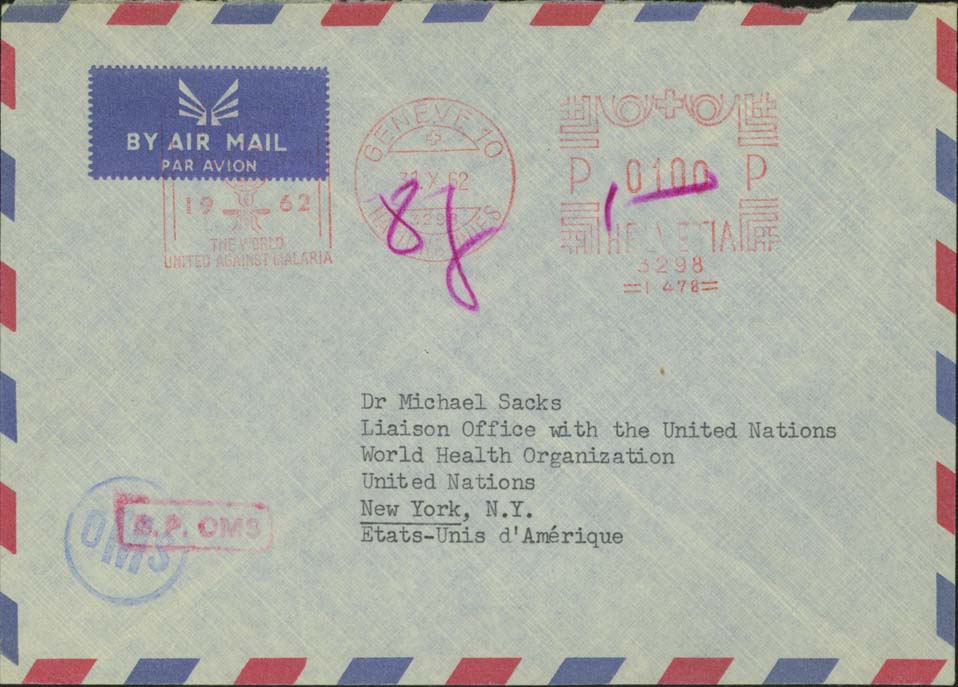 BY AIR MAIL
PAR AVION
19 62
THE WORLD
UNITED AGAINST MALARIA
GENEVE 10
X 62
3298
8g
P 0100 P
HELVETIA
3298
=1 478=
Dr Michael Sacks
Liaison Office with the United Nations
World Health Organization
United Nations
New York, N.Y.
Etats-Unis d'Amérique
B.P. OMS
OMS